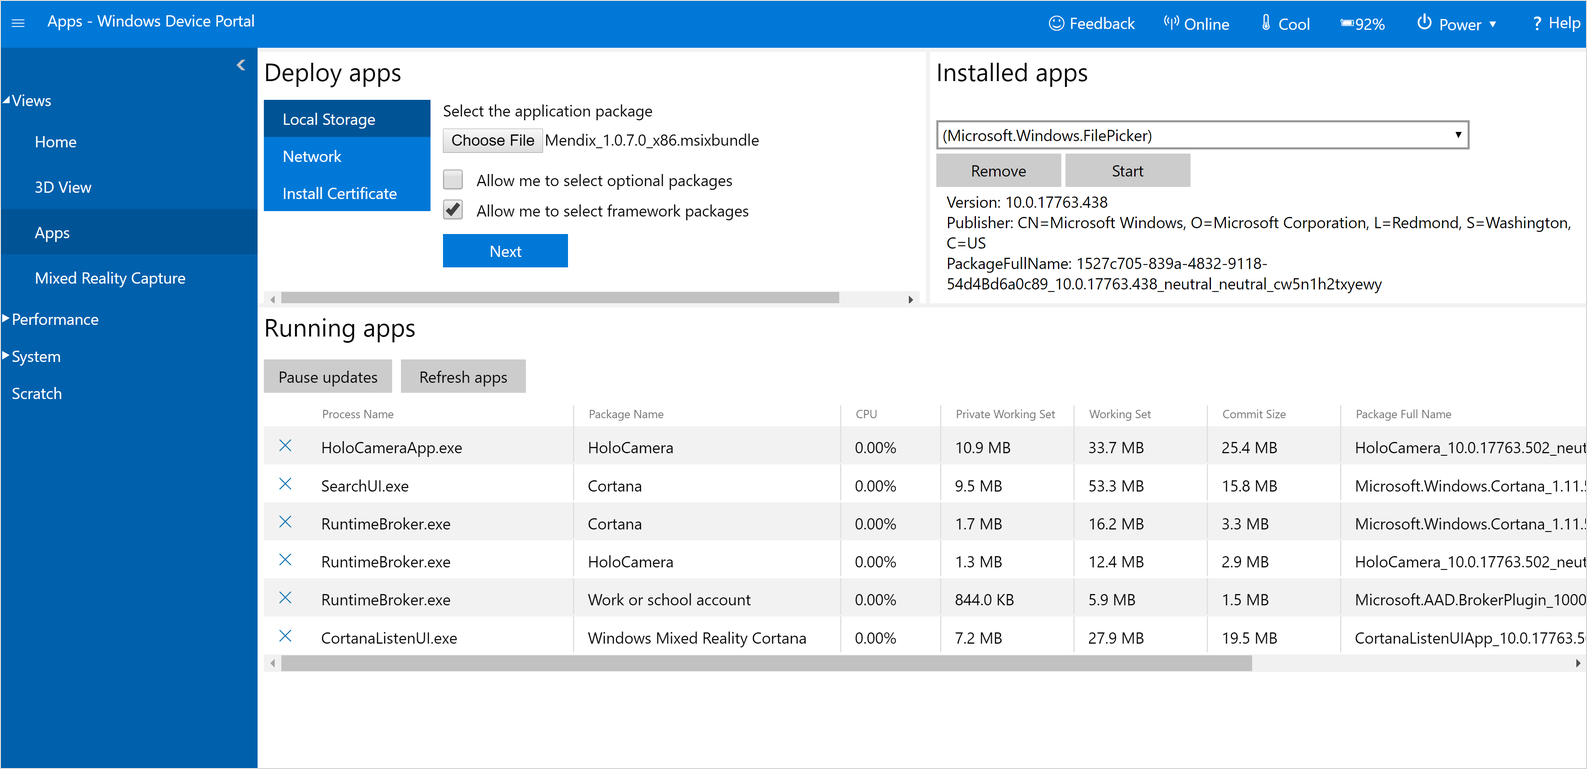 Apps - Windows Device Portal
Feedback
Online
Cool
92%
Power
? Help
Views
Home
3D View
Apps
Mixed Reality Capture
Performance
System
Scratch
Deploy apps
Local Storage
Network
Install Certificate
Select the application package
Choose File Mendix_1.0.7.0_x86.msixbundle
Allow me to select optional packages
Allow me to select framework packages
Next
Installed apps
(Microsoft.Windows.FilePicker)
Remove Start
Version: 10.0.17763.438
Publisher: CN=Microsoft Windows, O=Microsoft Corporation, L=Redmond, S=Washington,
C=US
PackageFullName: 1527c705-839a-4832-9118-
54d4Bd6a0c89_10.0.17763.438_neutral_neutral_cw5n1h2txyewy
Running apps
Pause updates Refresh apps
Process Name Package Name CPU Private Working Set Working Set Commit Size Package Full Name
HoloCameraApp.exe HoloCamera 0.00% 10.9 MB 33.7 MB 25.4 MB HoloCamera_10.0.17763.502_neut
SearchUI.exe Cortana 0.00% 9.5 MB 53.3 MB 15.8 MB Microsoft.Windows.Cortana_1.11.5
RuntimeBroker.exe Cortana 0.00% 1.7 MB 16.2 MB 3.3 MB Microsoft.Windows.Cortana_1.11.5
RuntimeBroker.exe HoloCamera 0.00% 1.3 MB 12.4 MB 2.9 MB HoloCamera_10.0.17763.502_neut
RuntimeBroker.exe Work or school account 0.00% 844.0 KB 5.9 MB 1.5 MB Microsoft.AAD.BrokerPlugin_1000
CortanaListenUI.exe Windows Mixed Reality Cortana 0.00% 7.2 MB 27.9 MB 19.5 MB CortanaListenUIApp_10.0.17763.5